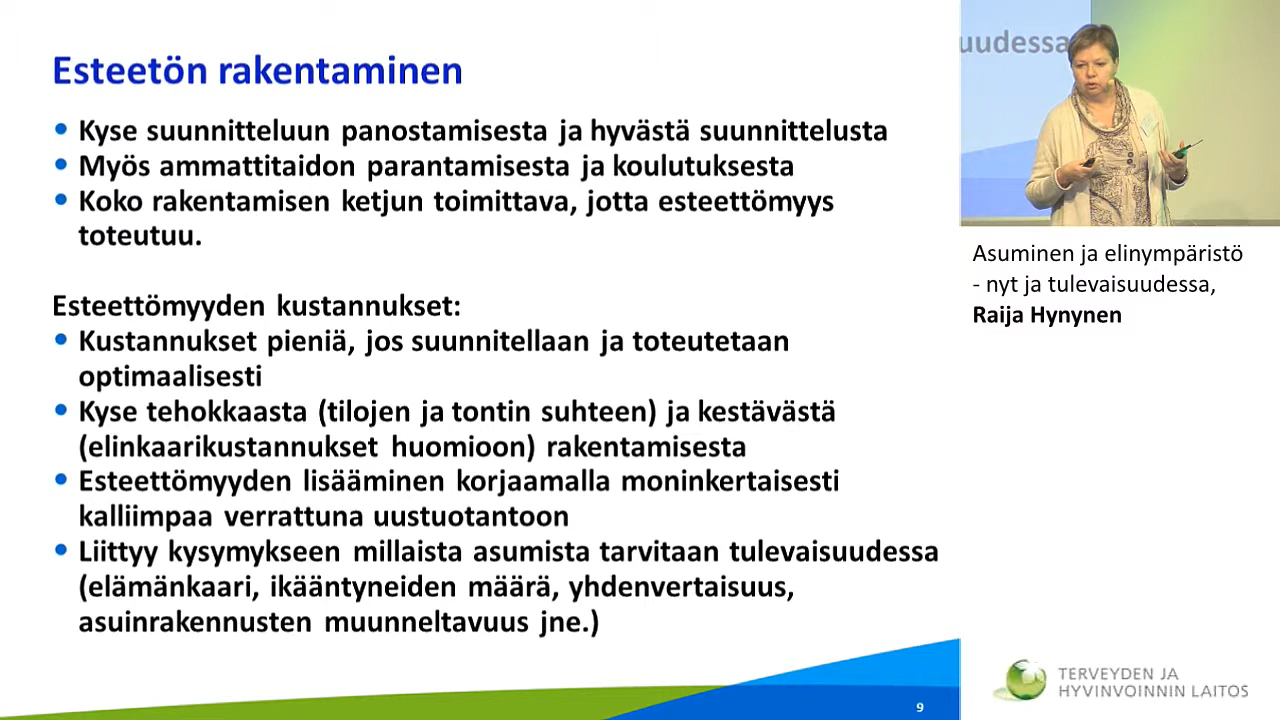 Esteetön rakentaminen
• Kyse suunnitteluun panostamisesta ja hyvästä suunnittelusta
• Myös ammattitaidon parantamisesta ja koulutuksesta
• Koko rakentamisen ketjun toimittava, jotta esteettömyys
toteutuu.
Esteettömyyden kustannukset:
• Kustannukset pieniä, jos suunnitellaan ja toteutetaan
optimaalisesti
• Kyse tehokkaasta (tilojen ja tontin suhteen) ja kestävästä
(elinkaarikustannukset huomioon) rakentamisesta
• Esteettömyyden lisääminen korjaamalla moninkertaisesti
kalliimpaa verrattuna uustuotantoon
• Liittyy kysymykseen millaista asumista tarvitaan tulevaisuudessa
(elämänkaari, ikääntyneiden määrä, yhdenvertaisuus,
asuinrakennusten muunneltavuus jne.)
9
uudessa
Asuminen ja elinympäristö
- nyt ja tulevaisuudessa,
Raija Hynynen
TERVEYDEN JA
HYVINVOINNIN LAITOS